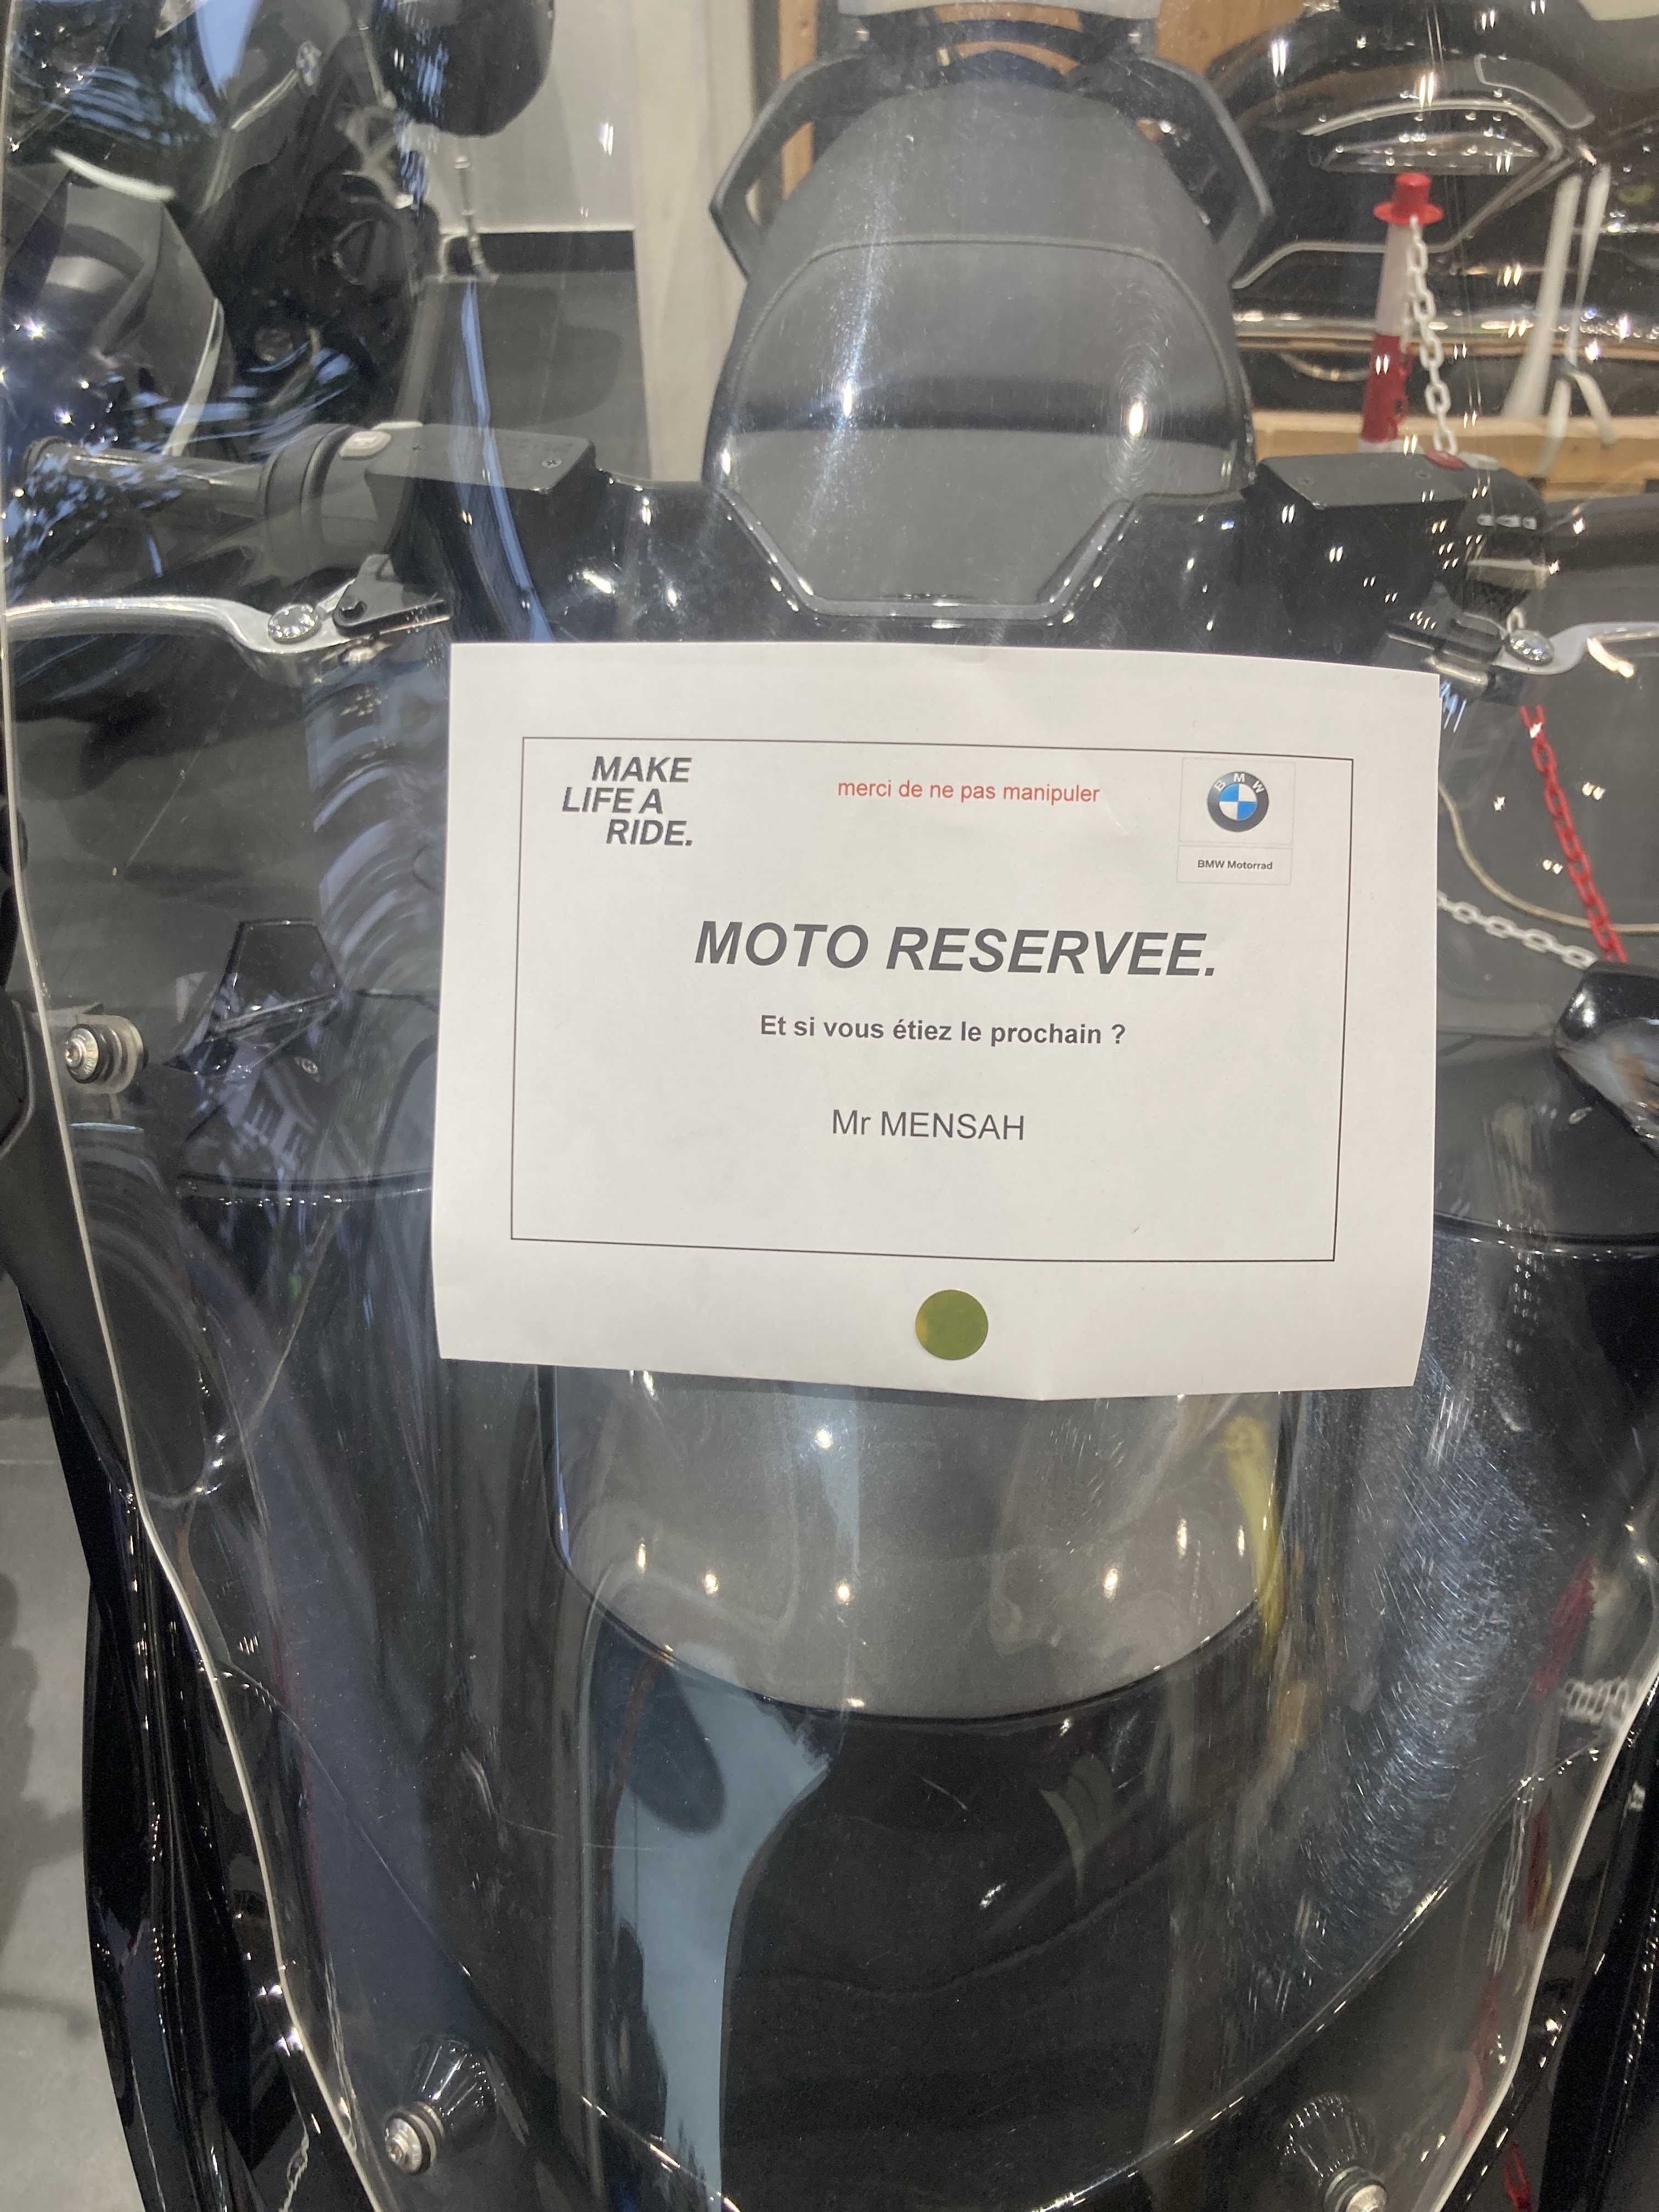 MAKE
LIFE A
RIDE.
merci de ne pas manipuler
BMW
BMW Motorrad
MOTO RESERVEE.
Et si vous étiez le prochain ?
Mr MENSAH